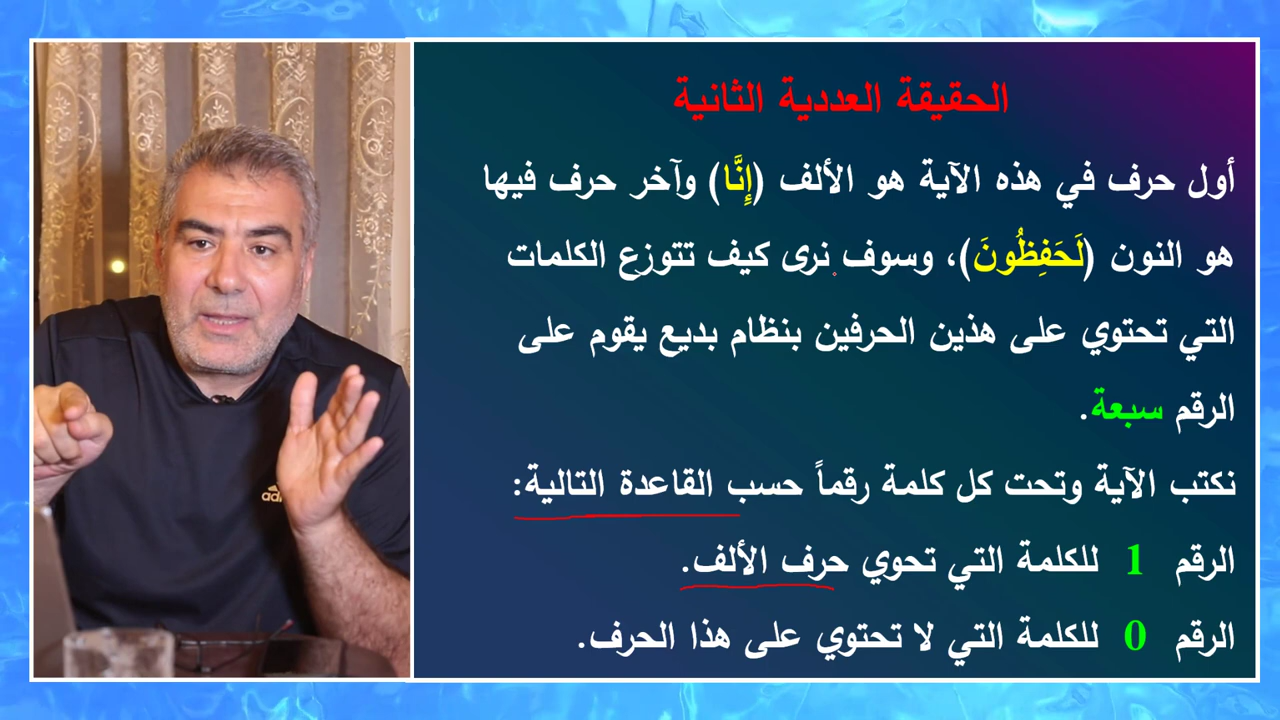 الحقيقة العددية الثانية
أول حرف في هذه الآية هو الألف (إِنَّا) وآخر حرف فيها
هو النون (لَحَفِظُونَ)، وسوف نرى كيف تتوزع الكلمات
التي تحتوي على هذين الحرفين بنظام بديع يقوم على
الرقم سبعة.
نكتب الآية وتحت كل كلمة رقماً حسب القاعدة التالية:
الرقم 1 للكلمة التي تحوي حرف الألف.
الرقم 0 للكلمة التي لا تحتوي على هذا الحرف.